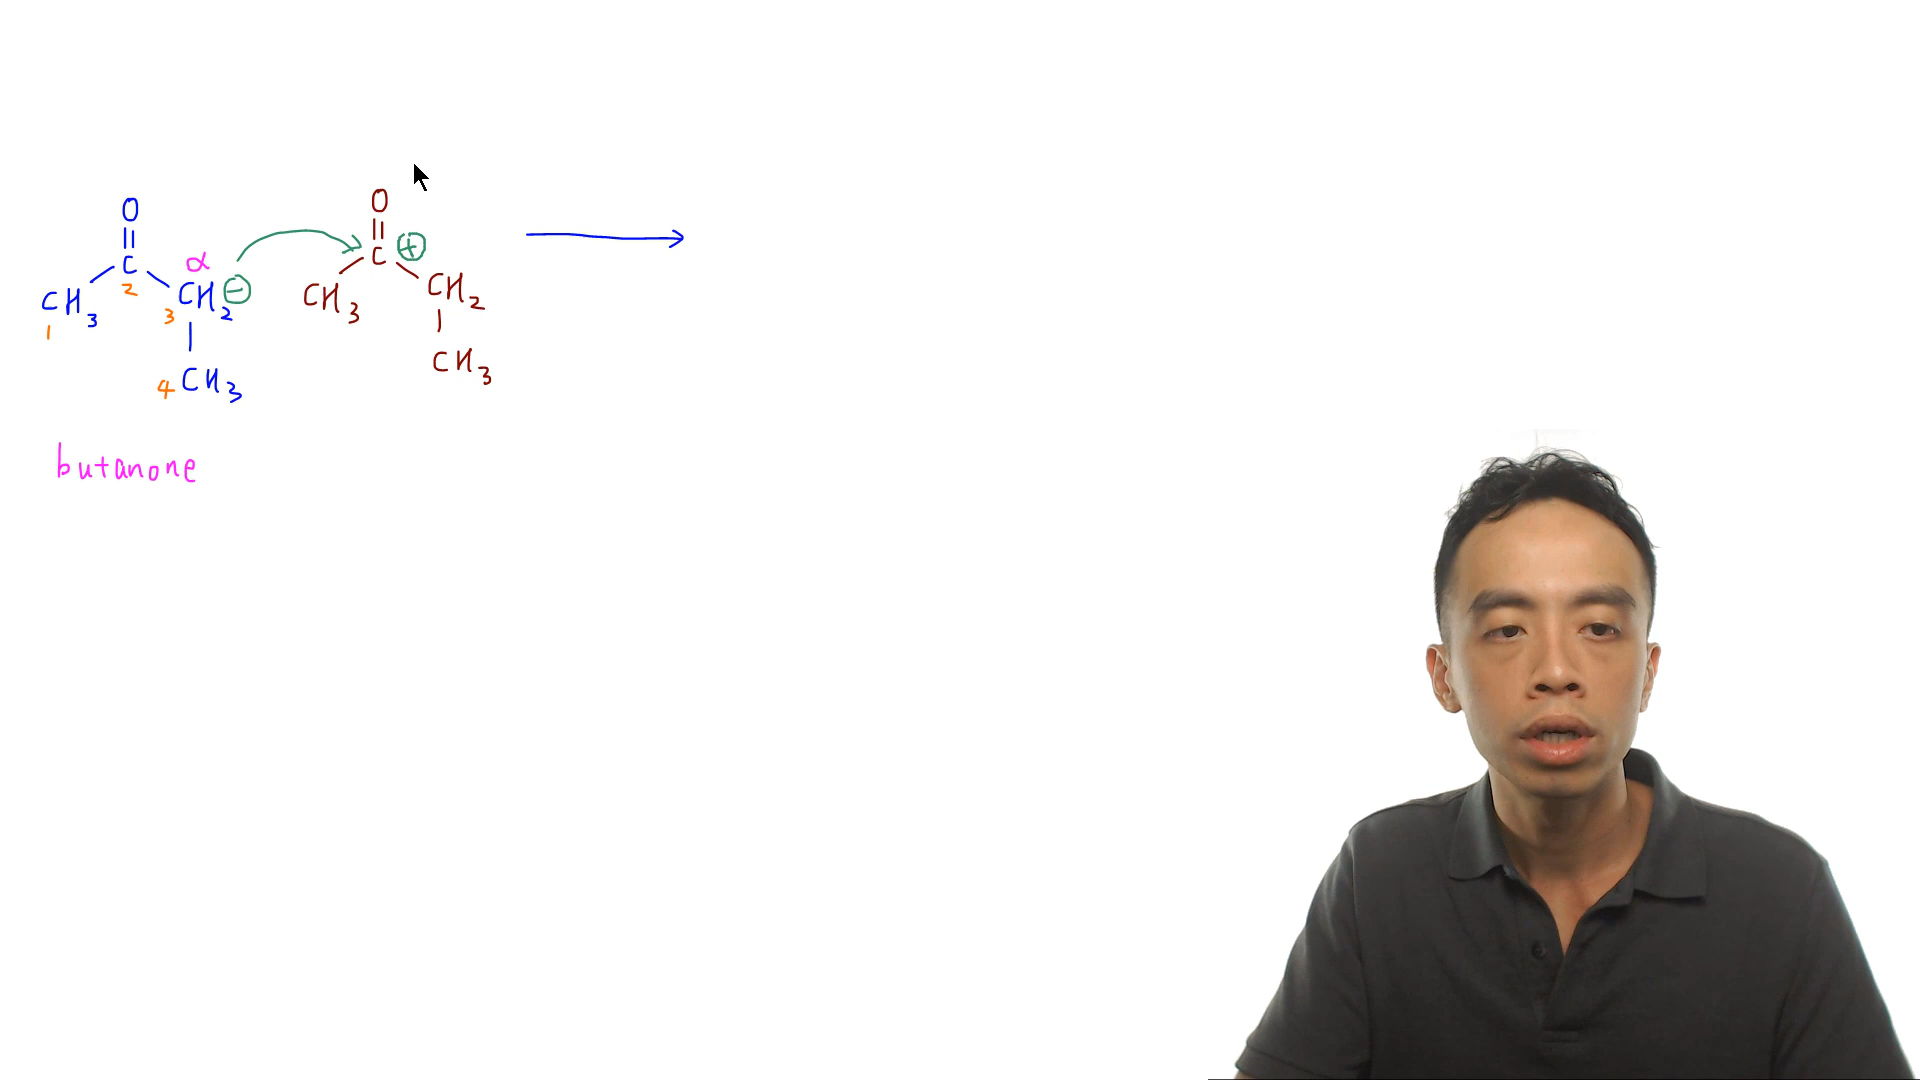 O O
|| ||
C α C ⊕
CH₃ 2 CH₂ ⊖ CH₃ CH₂
1 3 | |
4 CH₃ CH₃
butanone